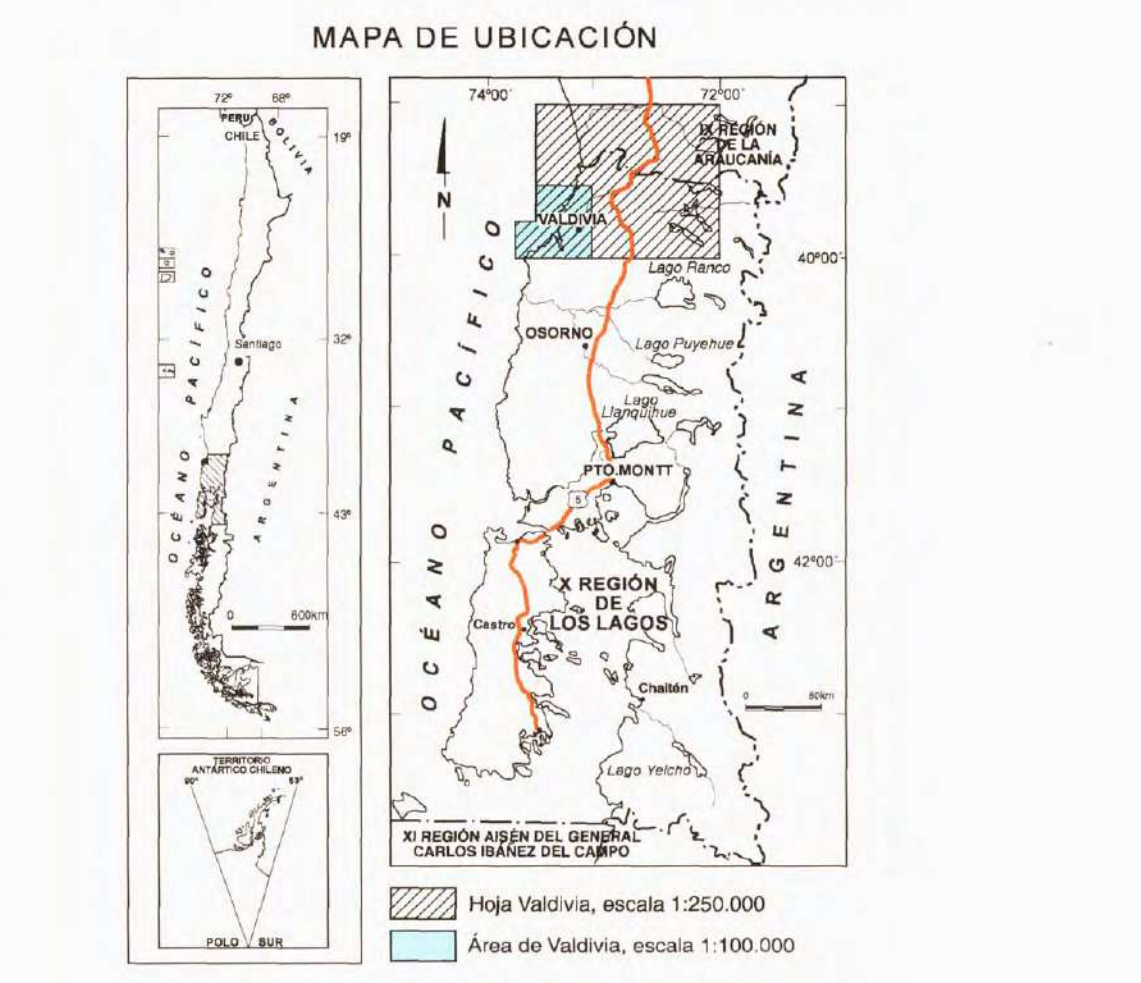 MAPA DE UBICACIÓN
72° 68°
PERU
CHILE
BOLIVIA
19°
OCÉANO PACÍFICO
Santiago
32°
ARGENTINA
43°
0 600km
56°
TERRITORIO
ANTÁRTICO CHILENO
90° 53°
POLO SUR
74°00' 72°00'
IX REGIÓN
DE LA
ARAUCANÍA
N
VALDIVIA
40°00'
Lago Ranco
OCÉANO PACÍFICO
OSORNO
Lago Puyehue
Lago
Llanquihue
PTO.MONTT
5
ARGENTINA
42°00'
X REGIÓN
DE
LOS LAGOS
Castro
Chaitén
0 80km
Lago Yelcho
XI REGIÓN AISÉN DEL GENERAL
CARLOS IBÁÑEZ DEL CAMPO
Hoja Valdivia, escala 1:250.000
Área de Valdivia, escala 1:100.000